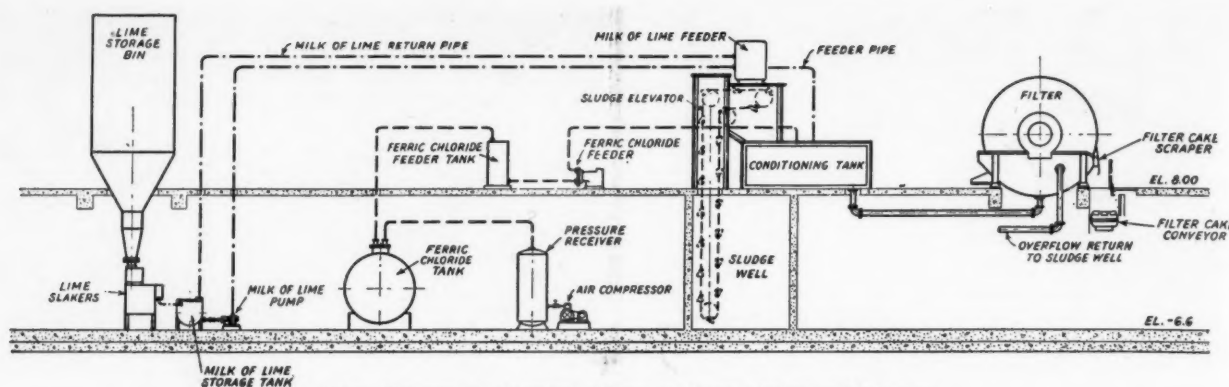 LIME
STORAGE
BIN
MILK OF LIME RETURN PIPE
MILK OF LIME FEEDER
FEEDER PIPE
SLUDGE ELEVATOR
FILTER
FERRIC CHLORIDE
FEEDER TANK
FERRIC CHLORIDE
FEEDER
CONDITIONING TANK
FILTER CAKE
SCRAPER
EL. 8.00
PRESSURE
RECEIVER
FERRIC
CHLORIDE
TANK
SLUDGE
WELL
OVERFLOW RETURN
TO SLUDGE WELL
FILTER CAKE
CONVEYOR
LIME
SLAKERS
MILK OF LIME
PUMP
AIR COMPRESSOR
EL. -6.6
MILK OF LIME
STORAGE TANK